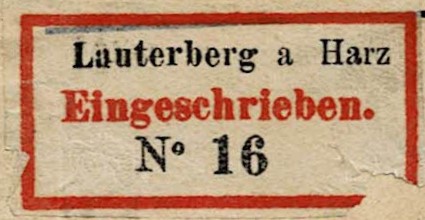 Lauterberg a Harz
Eingeschrieben.
Nº 16